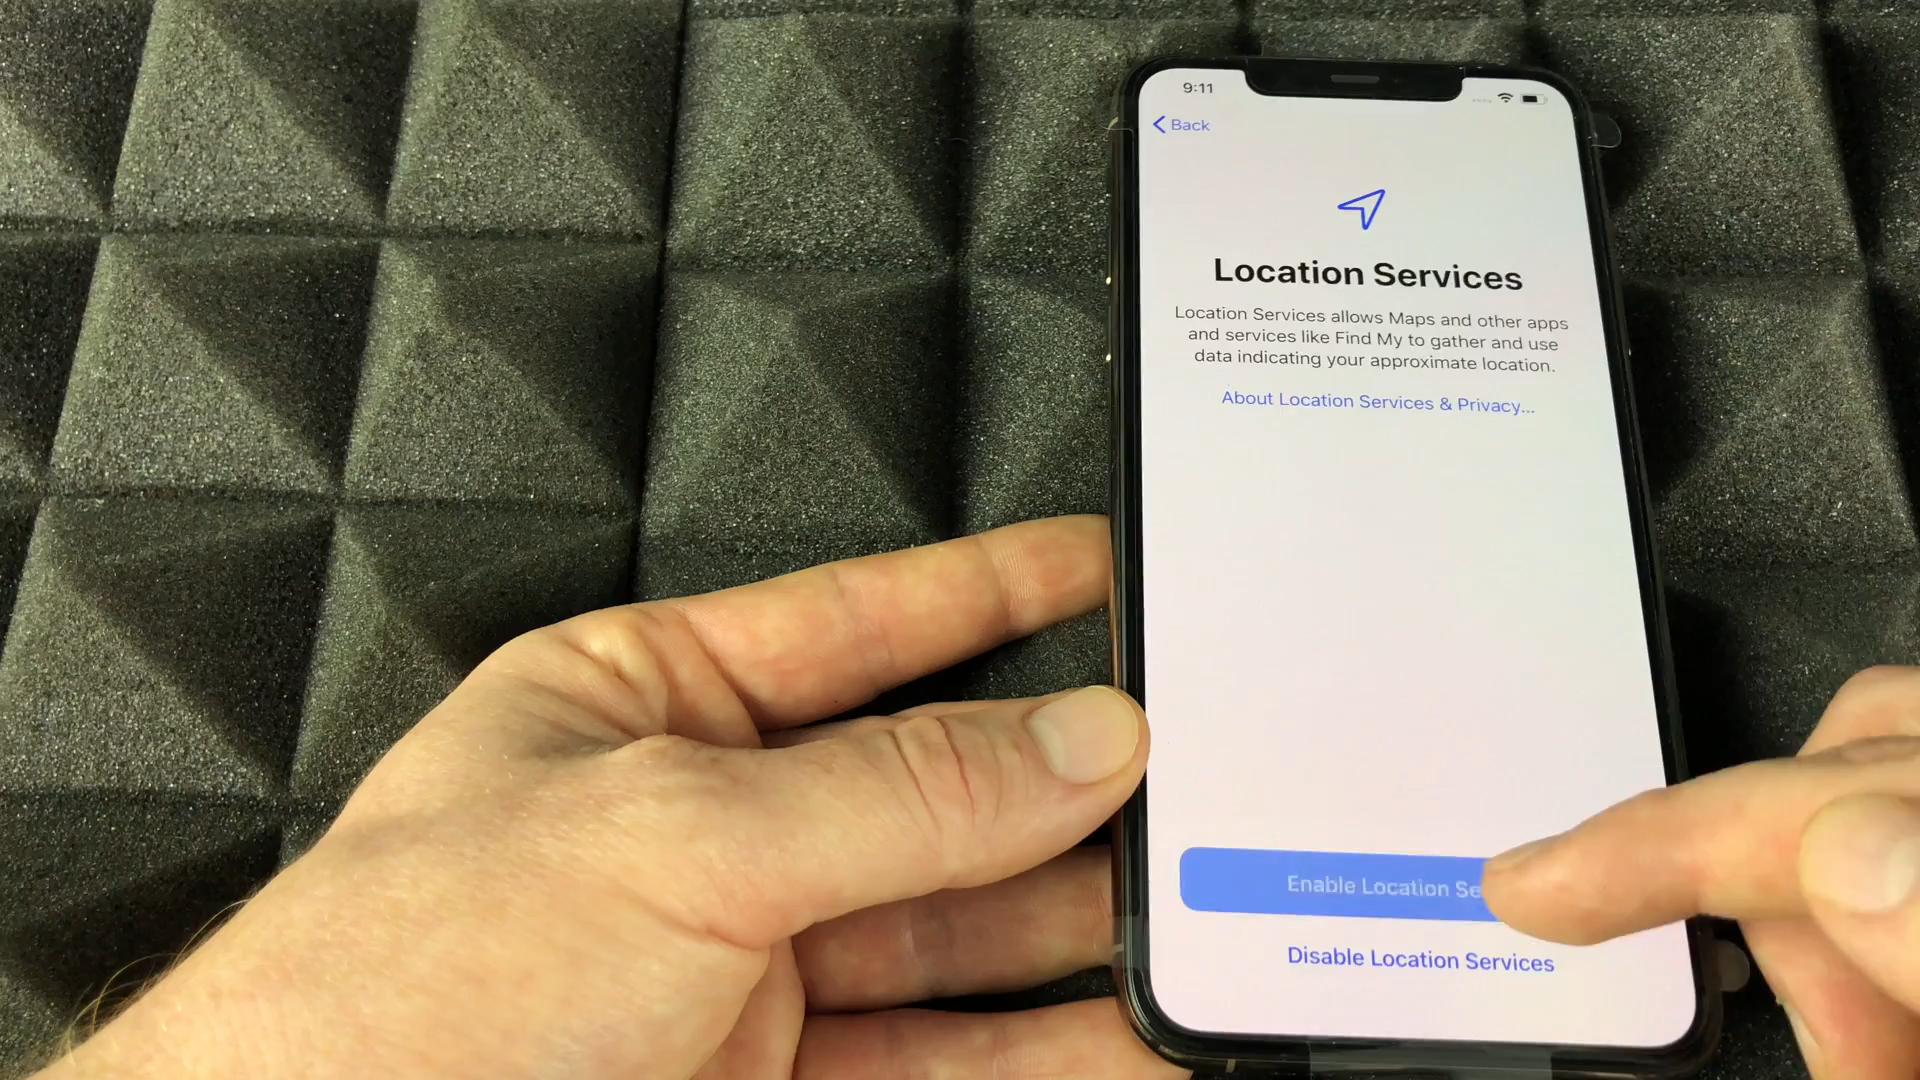 9:11
Back
Location Services
Location Services allows Maps and other apps
and services like Find My to gather and use
data indicating your approximate location.
About Location Services & Privacy...
Enable Location Se
Disable Location Services